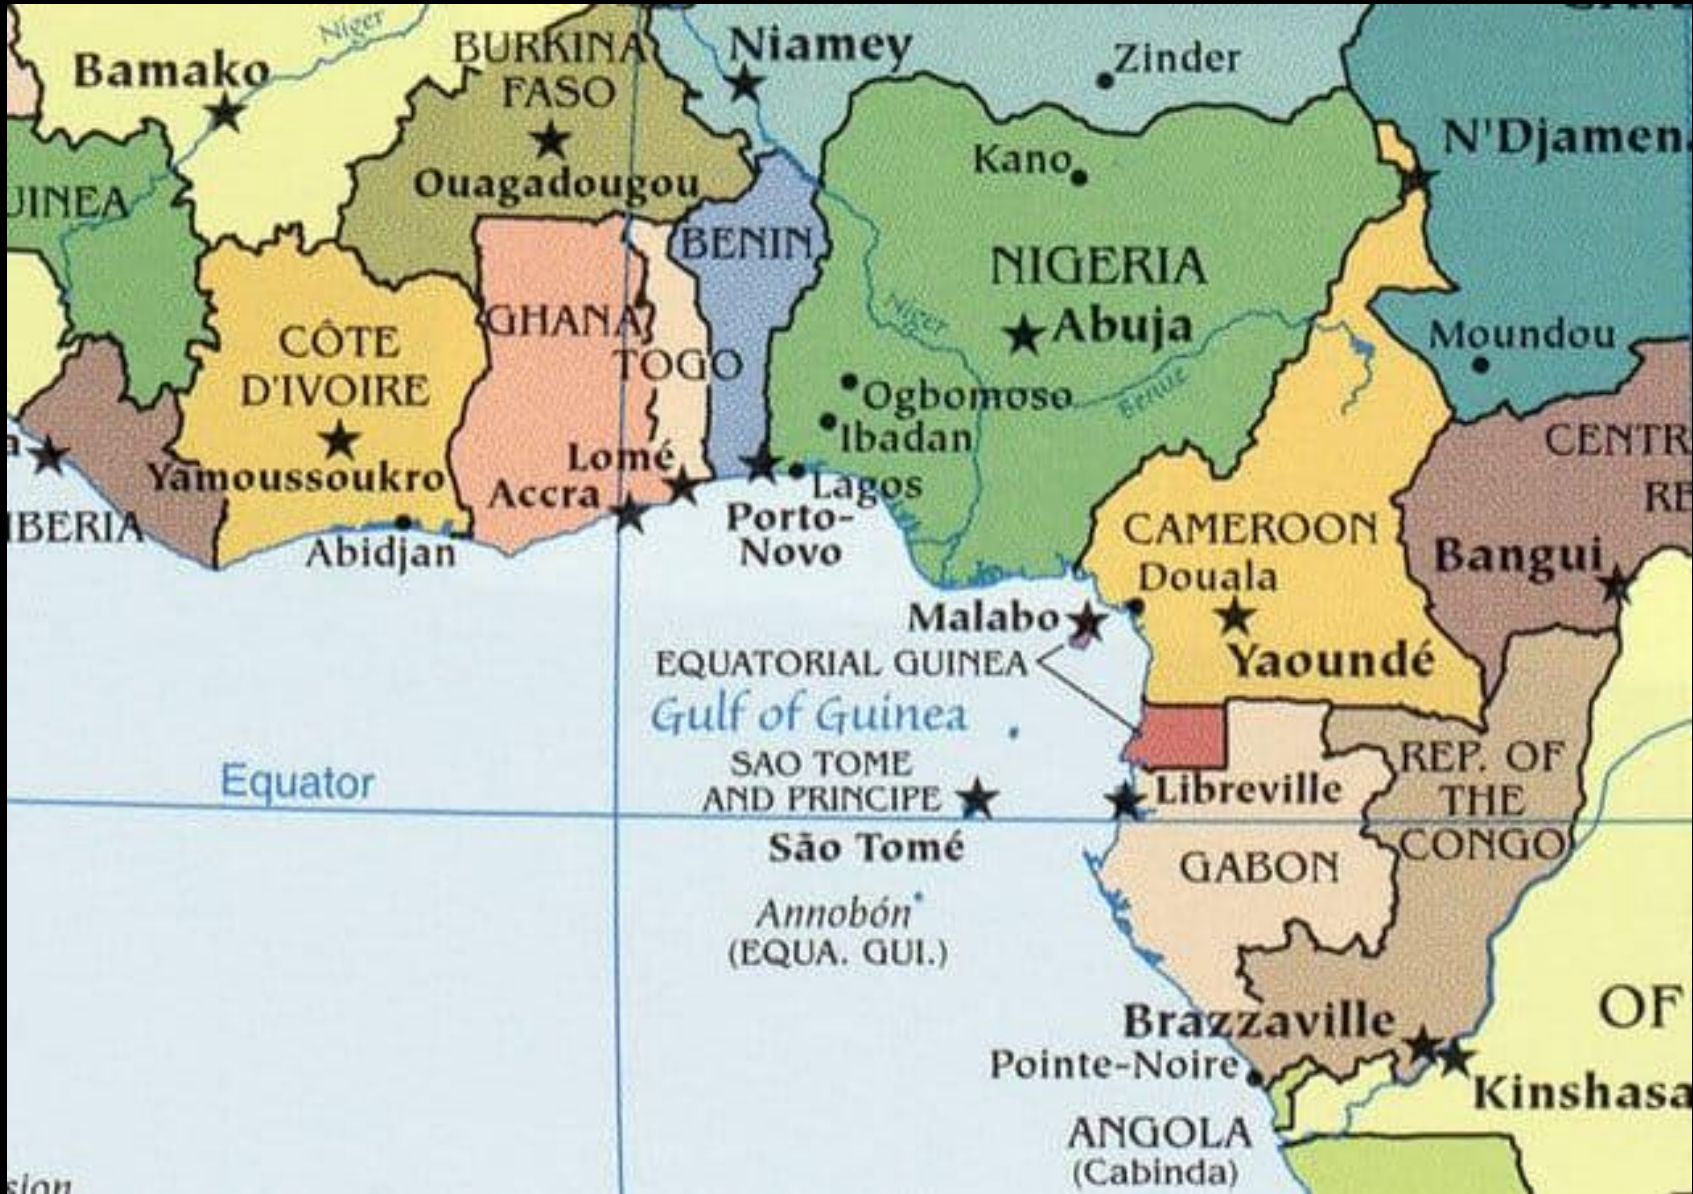 Niger
BURKINA
FASO
Niamey
Zinder
Bamako
N'Djamen
Kano
Ouagadougou
UINEA
BENIN
NIGERIA
Niger
GHANA
Abuja
CÔTE
D'IVOIRE
TOGO
Moundou
Ogbomoso
Benue
Ibadan
CENTR
Lomé
Yamoussoukro
Accra
Lagos
RE
IBERIA
Abidjan
Porto-
Novo
CAMEROON
Bangui
Douala
Malabo
EQUATORIAL GUINEA
Yaoundé
Gulf of Guinea
SAO TOME
AND PRINCIPE
Equator
Libreville
REP. OF
THE
CONGO
São Tomé
GABON
Annobón
(EQUA. GUI.)
OF
Brazzaville
Pointe-Noire
Kinshasa
ANGOLA
(Cabinda)
sion